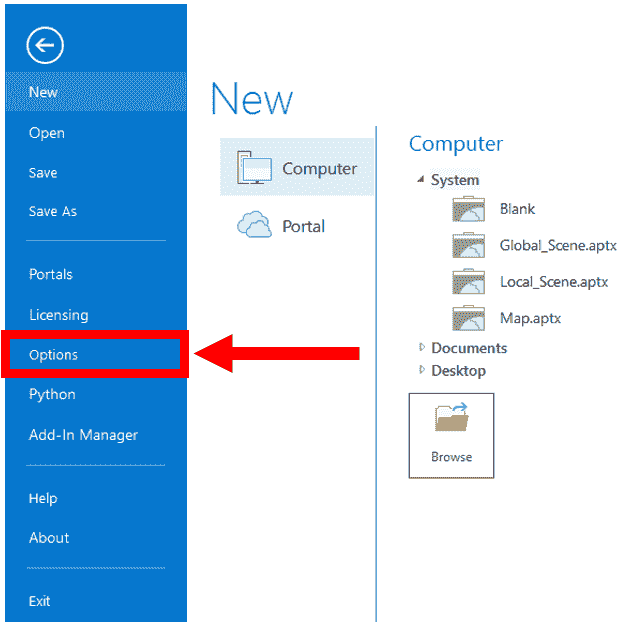 New
Open
Save
Save As
Portals
Licensing
Options
Python
Add-In Manager
Help
About
Exit
New
Computer
Portal
Computer
System
Blank
Global_Scene.aptx
Local_Scene.aptx
Map.aptx
Documents
Desktop
Browse